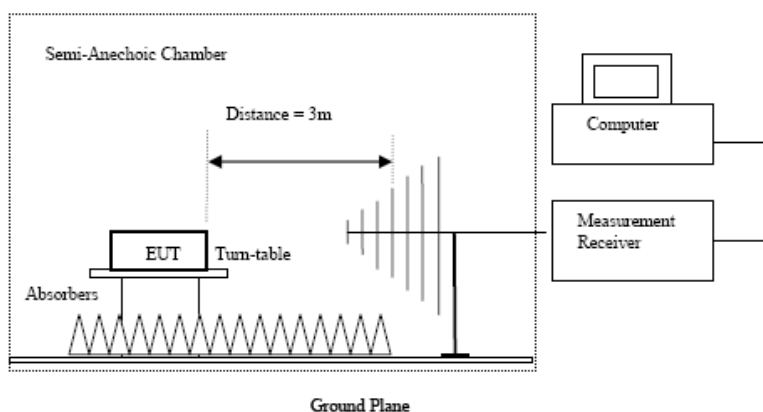 Semi-Anechoic Chamber
Distance = 3m
Computer
Measurement
Receiver
EUT
Turn-table
Absorbers
Ground Plane